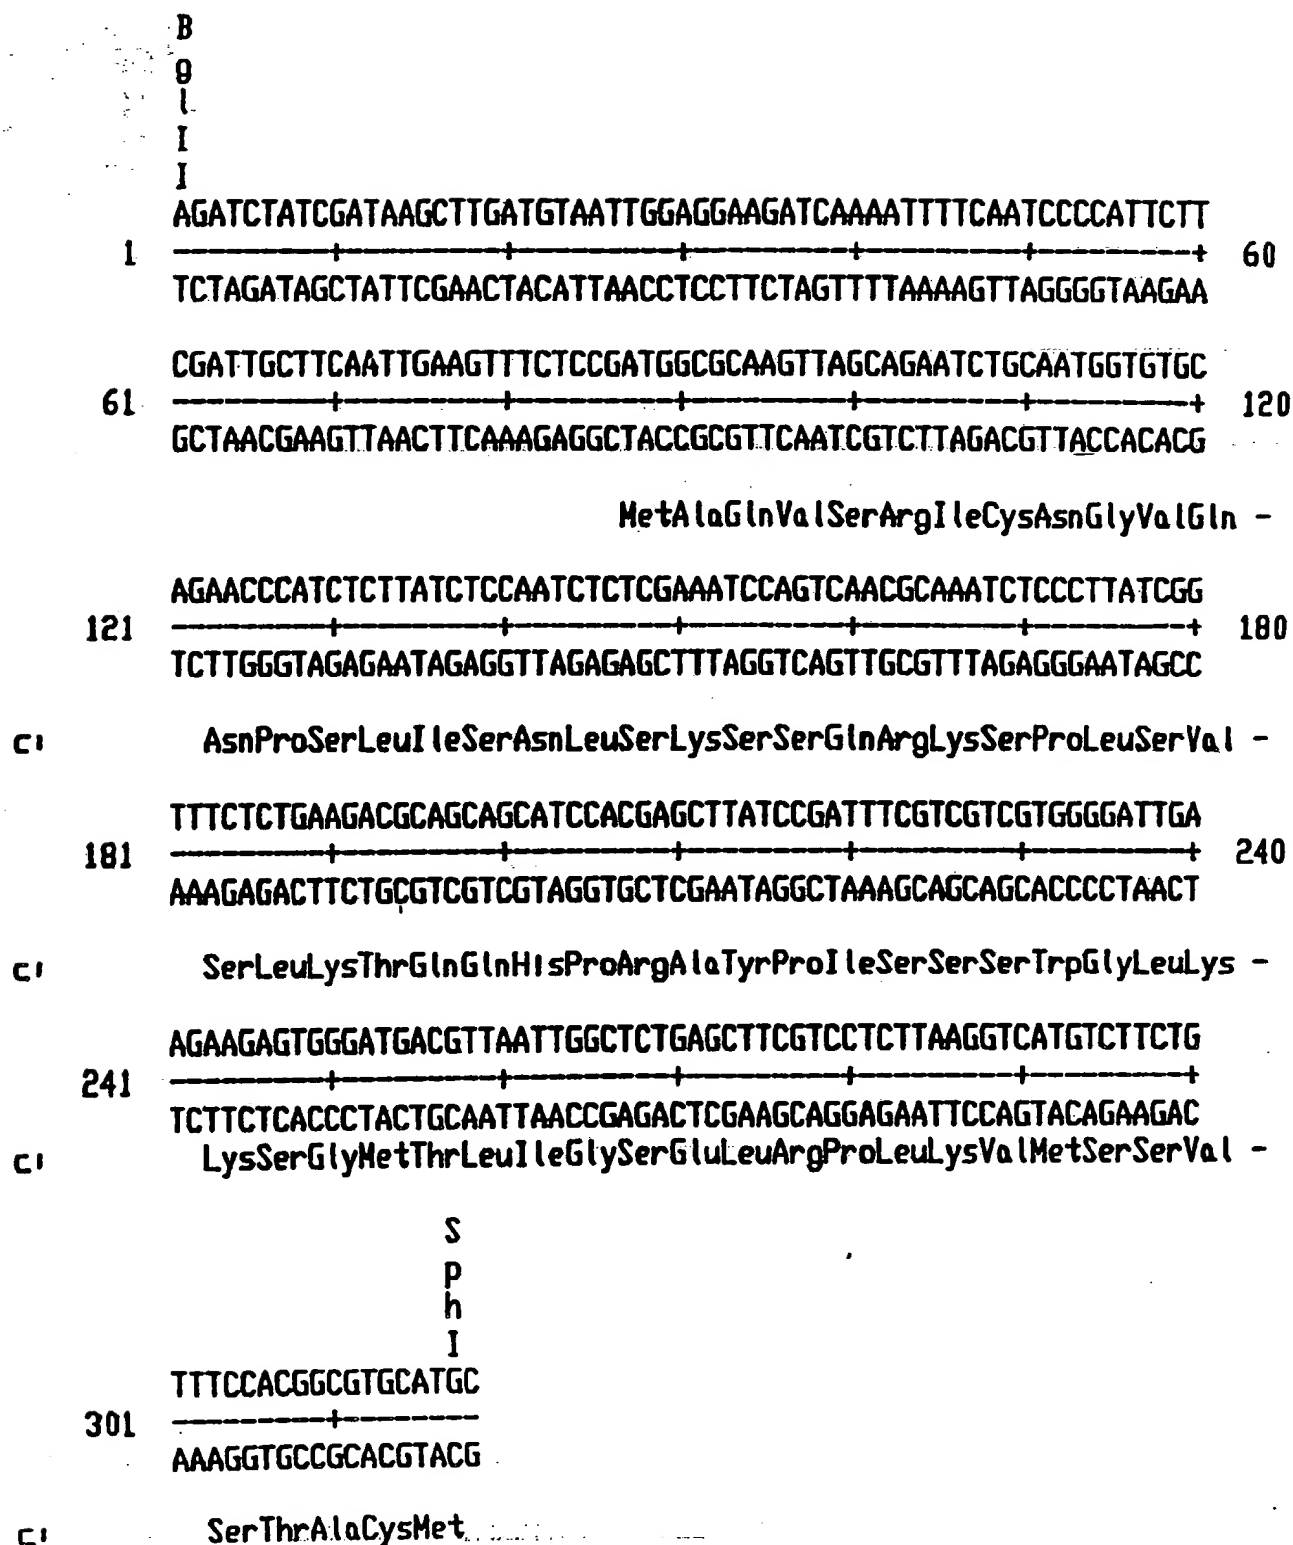 B
g
l
I
I
AGATCTATCGATAAGCTTGATGTAATTGGAGGAAGATCAAAATTTTCAATCCCCATTCTT
1 ---------+---------+---------+---------+---------+---------+ 60
TCTAGATAGCTATTCGAACTACATTAACCTCCTTCTAGTTTTAAAAGTTAGGGGTAAGAA
CGATTGCTTCAATTGAAGTTTCTCCGATGGCGCAAGTTAGCAGAATCTGCAATGGTGTGC
61 ---------+---------+---------+---------+---------+---------+ 120
GCTAACGAAGTTAACTTCAAAGAGGCTACCGCGTTCAATCGTCTTAGACGTTACCACACG
MetAlaGlnValSerArgIleCysAsnGlyValGln -
AGAACCCATCTCTTATCTCCAATCTCTCGAAATCCAGTCAACGCAAATCTCCCTTATCGG
121 ---------+---------+---------+---------+---------+---------+ 180
TCTTGGGTAGAGAATAGAGGTTAGAGAGCTTTAGGTCAGTTGCGTTTAGAGGGAATAGCC
C' AsnProSerLeuIleSerAsnLeuSerLysSerSerGlnArgLysSerProLeuSerVal -
TTTCTCTGAAGACGCAGCAGCATCCACGAGCTTATCCGATTTCGTCGTCGTGGGGATTGA
181 ---------+---------+---------+---------+---------+---------+ 240
AAAGAGACTTCTGCGTCGTCGTAGGTGCTCGAATAGGCTAAAGCAGCAGCACCCCTAACT
C' SerLeuLysThrGlnGlnHisProArgAlaTyrProIleSerSerSerTrpGlyLeuLys -
AGAAGAGTGGGATGACGTTAATTGGCTCTGAGCTTCGTCCTCTTAAGGTCATGTCTTCTG
241 ---------+---------+---------+---------+---------+---------+
TCTTCTCACCCTACTGCAATTAACCGAGACTCGAAGCAGGAGAATTCCAGTACAGAAGAC
C' LysSerGlyMetThrLeuIleGlySerGluLeuArgProLeuLysValMetSerSerVal -
S
p
h
I
TTTCCACGGCGTGCATGC
301 ---------+--------
AAAGGTGCCGCACGTACG
C' SerThrAlaCysMet